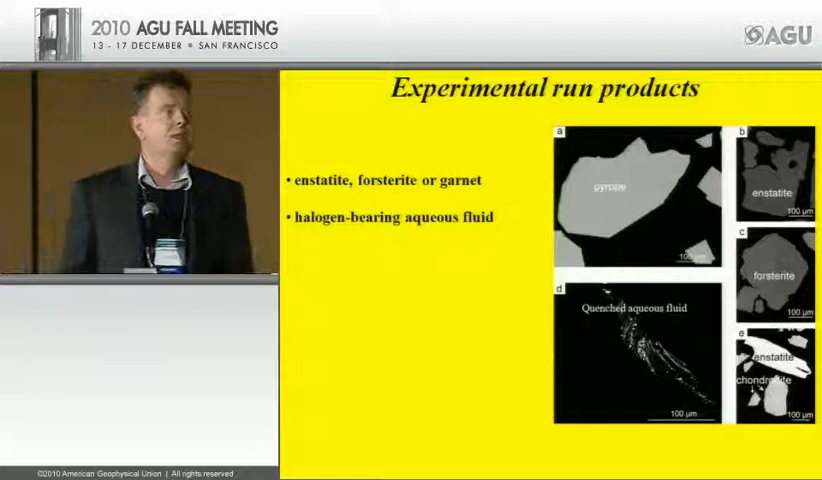 2010 AGU FALL MEETING
13 - 17 DECEMBER SAN FRANCISCO
AGU
Experimental run products
• enstatite, forsterite or garnet
• halogen-bearing aqueous fluid
a
pyrope
100 µm
b
enstatite
100 µm
c
forsterite
100 µm
d
Quenched aqueous fluid
100 µm
e
enstatite
chondrodite
100 µm
©2010 American Geophysical Union | All rights reserved